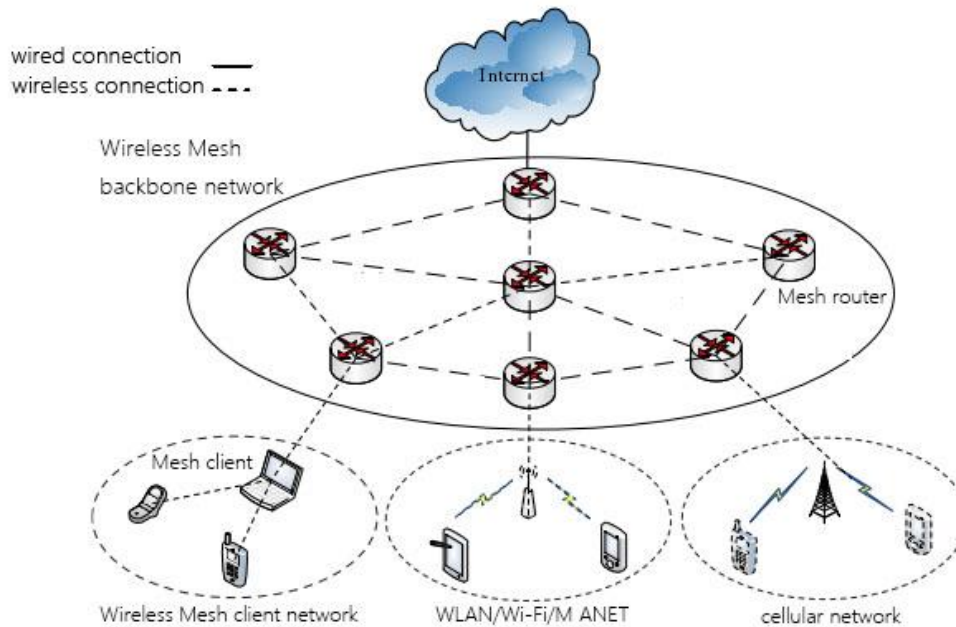 Internet
wired connection
wireless connection
Wireless Mesh
backbone network
Mesh router
Mesh client
Wireless Mesh client network
WLAN/Wi-Fi/M ANET
cellular network